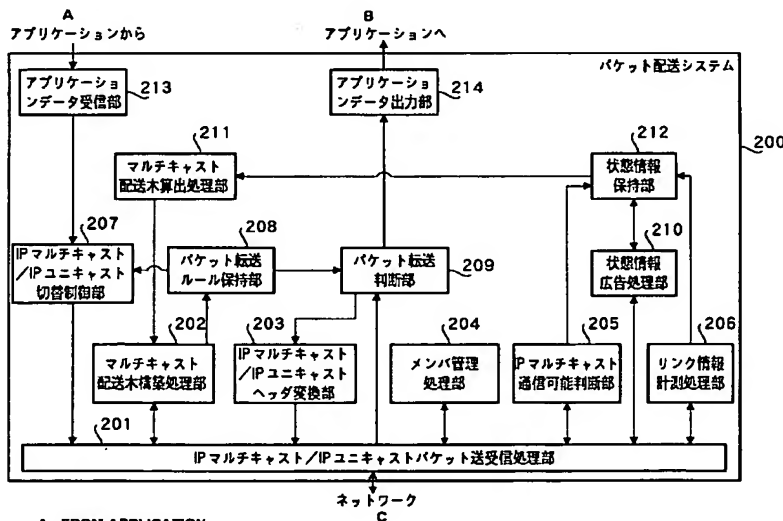 A
アプリケーションから
B
アプリケーションへ
パケット配送システム
アプリケーショ
ンデータ受信部
213
アプリケーショ
ンデータ出力部
214
200
211
マルチキャスト
配送木算出処理部
212
状態情報
保持部
207
IPマルチキャスト
/IPユニキャスト
切替制御部
208
パケット転送
ルール保持部
パケット転送
判断部
209
210
状態情報
広告処理部
202
マルチキャスト
配送木構築処理部
203
IPマルチキャスト
/IPユニキャスト
ヘッダ変換部
204
メンバ管理
処理部
205
IPマルチキャスト
通信可能判断部
206
リンク情報
計測処理部
201
IPマルチキャスト/IPユニキャストパケット送受信処理部
ネットワーク
C
A FROM APPLICATION